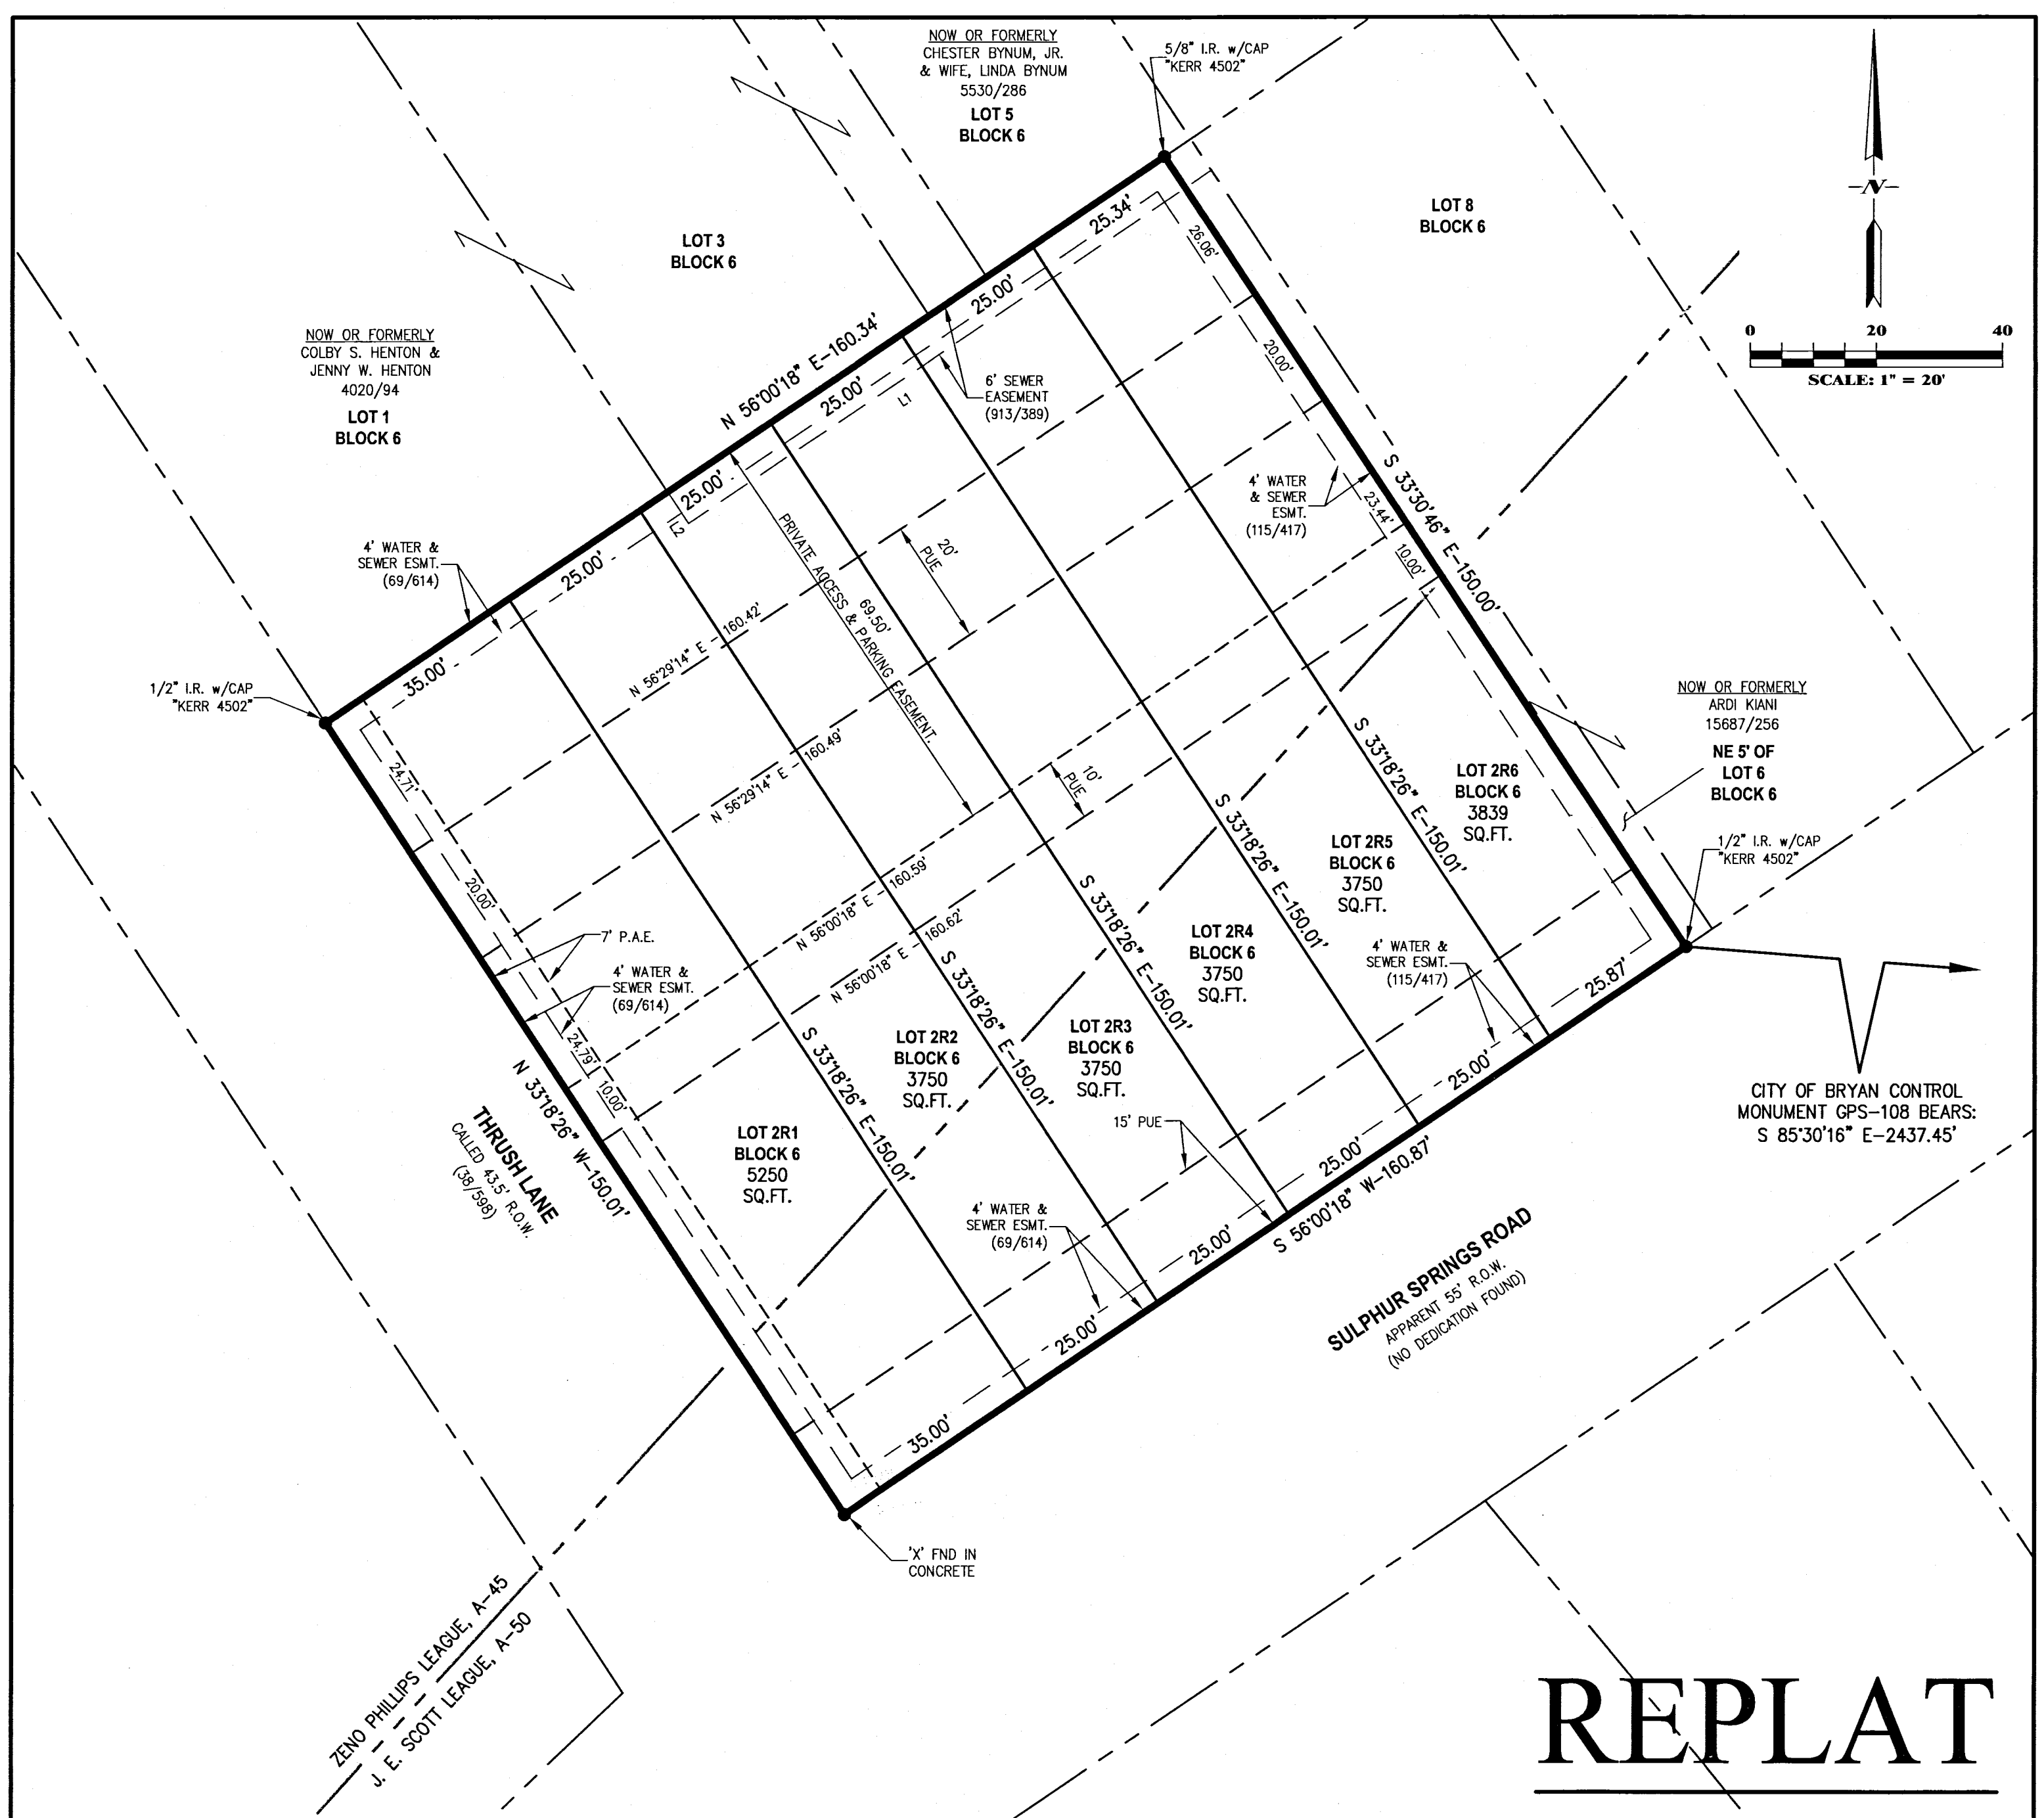 NOW OR FORMERLY
CHESTER BYNUM, JR.
& WIFE, LINDA BYNUM
5530/286
LOT 5
BLOCK 6
5/8" I.R. w/CAP
"KERR 4502"
N
0 20 40
SCALE: 1" = 20'
LOT 8
BLOCK 6
LOT 3
BLOCK 6
NOW OR FORMERLY
COLBY S. HENTON &
JENNY W. HENTON
4020/94
LOT 1
BLOCK 6
N 56°00'18" E-160.34'
25.34'
25.00'
25.00'
25.00'
25.00'
35.00'
26.06'
20.00'
23.44'
10.00'
6' SEWER
EASEMENT
(913/389)
L1
L2
4' WATER
& SEWER
ESMT.
(115/417)
S 33°30'46" E-150.00'
4' WATER &
SEWER ESMT.
(69/614)
1/2" I.R. w/CAP
"KERR 4502"
PRIVATE ACCESS & PARKING EASEMENT.
69.50'
20'
PUE
N 56°29'14" E - 160.42'
N 56°29'14" E - 160.49'
N 56°00'18" E - 160.59'
N 56°00'18" E - 160.62'
10'
PUE
24.71'
20.00'
24.79'
10.00'
7' P.A.E.
4' WATER &
SEWER ESMT.
(69/614)
NOW OR FORMERLY
ARDI KIANI
15687/256
NE 5' OF
LOT 6
BLOCK 6
1/2" I.R. w/CAP
"KERR 4502"
LOT 2R6
BLOCK 6
3839
SQ.FT.
LOT 2R5
BLOCK 6
3750
SQ.FT.
LOT 2R4
BLOCK 6
3750
SQ.FT.
LOT 2R3
BLOCK 6
3750
SQ.FT.
LOT 2R2
BLOCK 6
3750
SQ.FT.
LOT 2R1
BLOCK 6
5250
SQ.FT.
S 33°18'26" E-150.01'
S 33°18'26" E-150.01'
S 33°18'26" E-150.01'
S 33°18'26" E-150.01'
S 33°18'26" E-150.01'
4' WATER &
SEWER ESMT.
(115/417)
25.87'
25.00'
25.00'
25.00'
25.00'
35.00'
15' PUE
4' WATER &
SEWER ESMT.
(69/614)
S 56°00'18" W-160.87'
N 33°18'26" W-150.01'
THRUSH LANE
CALLED 43.5' R.O.W.
(38/598)
SULPHUR SPRINGS ROAD
APPARENT 55' R.O.W.
(NO DEDICATION FOUND)
CITY OF BRYAN CONTROL
MONUMENT GPS-108 BEARS:
S 85°30'16" E-2437.45'
'X' FND IN
CONCRETE
ZENO PHILLIPS LEAGUE, A-45
J. E. SCOTT LEAGUE, A-50
REPLAT